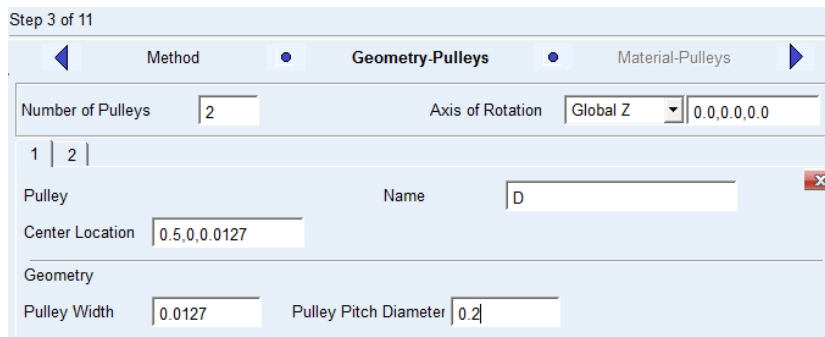 Step 3 of 11
Method Geometry-Pulleys Material-Pulleys
Number of Pulleys 2 Axis of Rotation Global Z 0.0,0.0,0.0
1 2
Pulley Name D
Center Location 0.5,0,0.0127
Geometry
Pulley Width 0.0127 Pulley Pitch Diameter 0.2